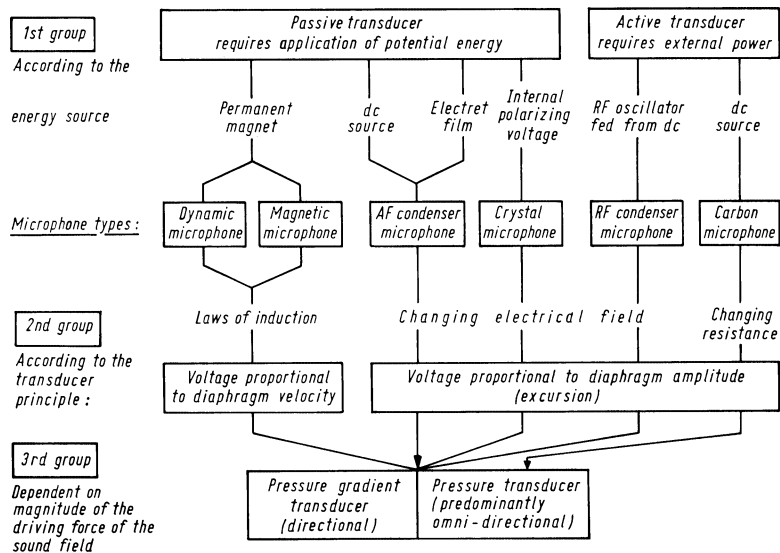 1st group
According to the
energy source
Passive transducer
requires application of potential energy
Active transducer
requires external power
Permanent
magnet
dc
source
Electret
film
Internal
polarizing
voltage
RF oscillator
fed from dc
dc
source
Microphone types:
Dynamic
microphone
Magnetic
microphone
AF condenser
microphone
Crystal
microphone
RF condenser
microphone
Carbon
microphone
2nd group
According to the
transducer
principle:
Laws of induction
Changing electrical field
Changing
resistance
Voltage proportional
to diaphragm velocity
Voltage proportional to diaphragm amplitude
(excursion)
3rd group
Dependent on
magnitude of the
driving force of the
sound field
Pressure gradient
transducer
(directional)
Pressure transducer
(predominantly
omni-directional)